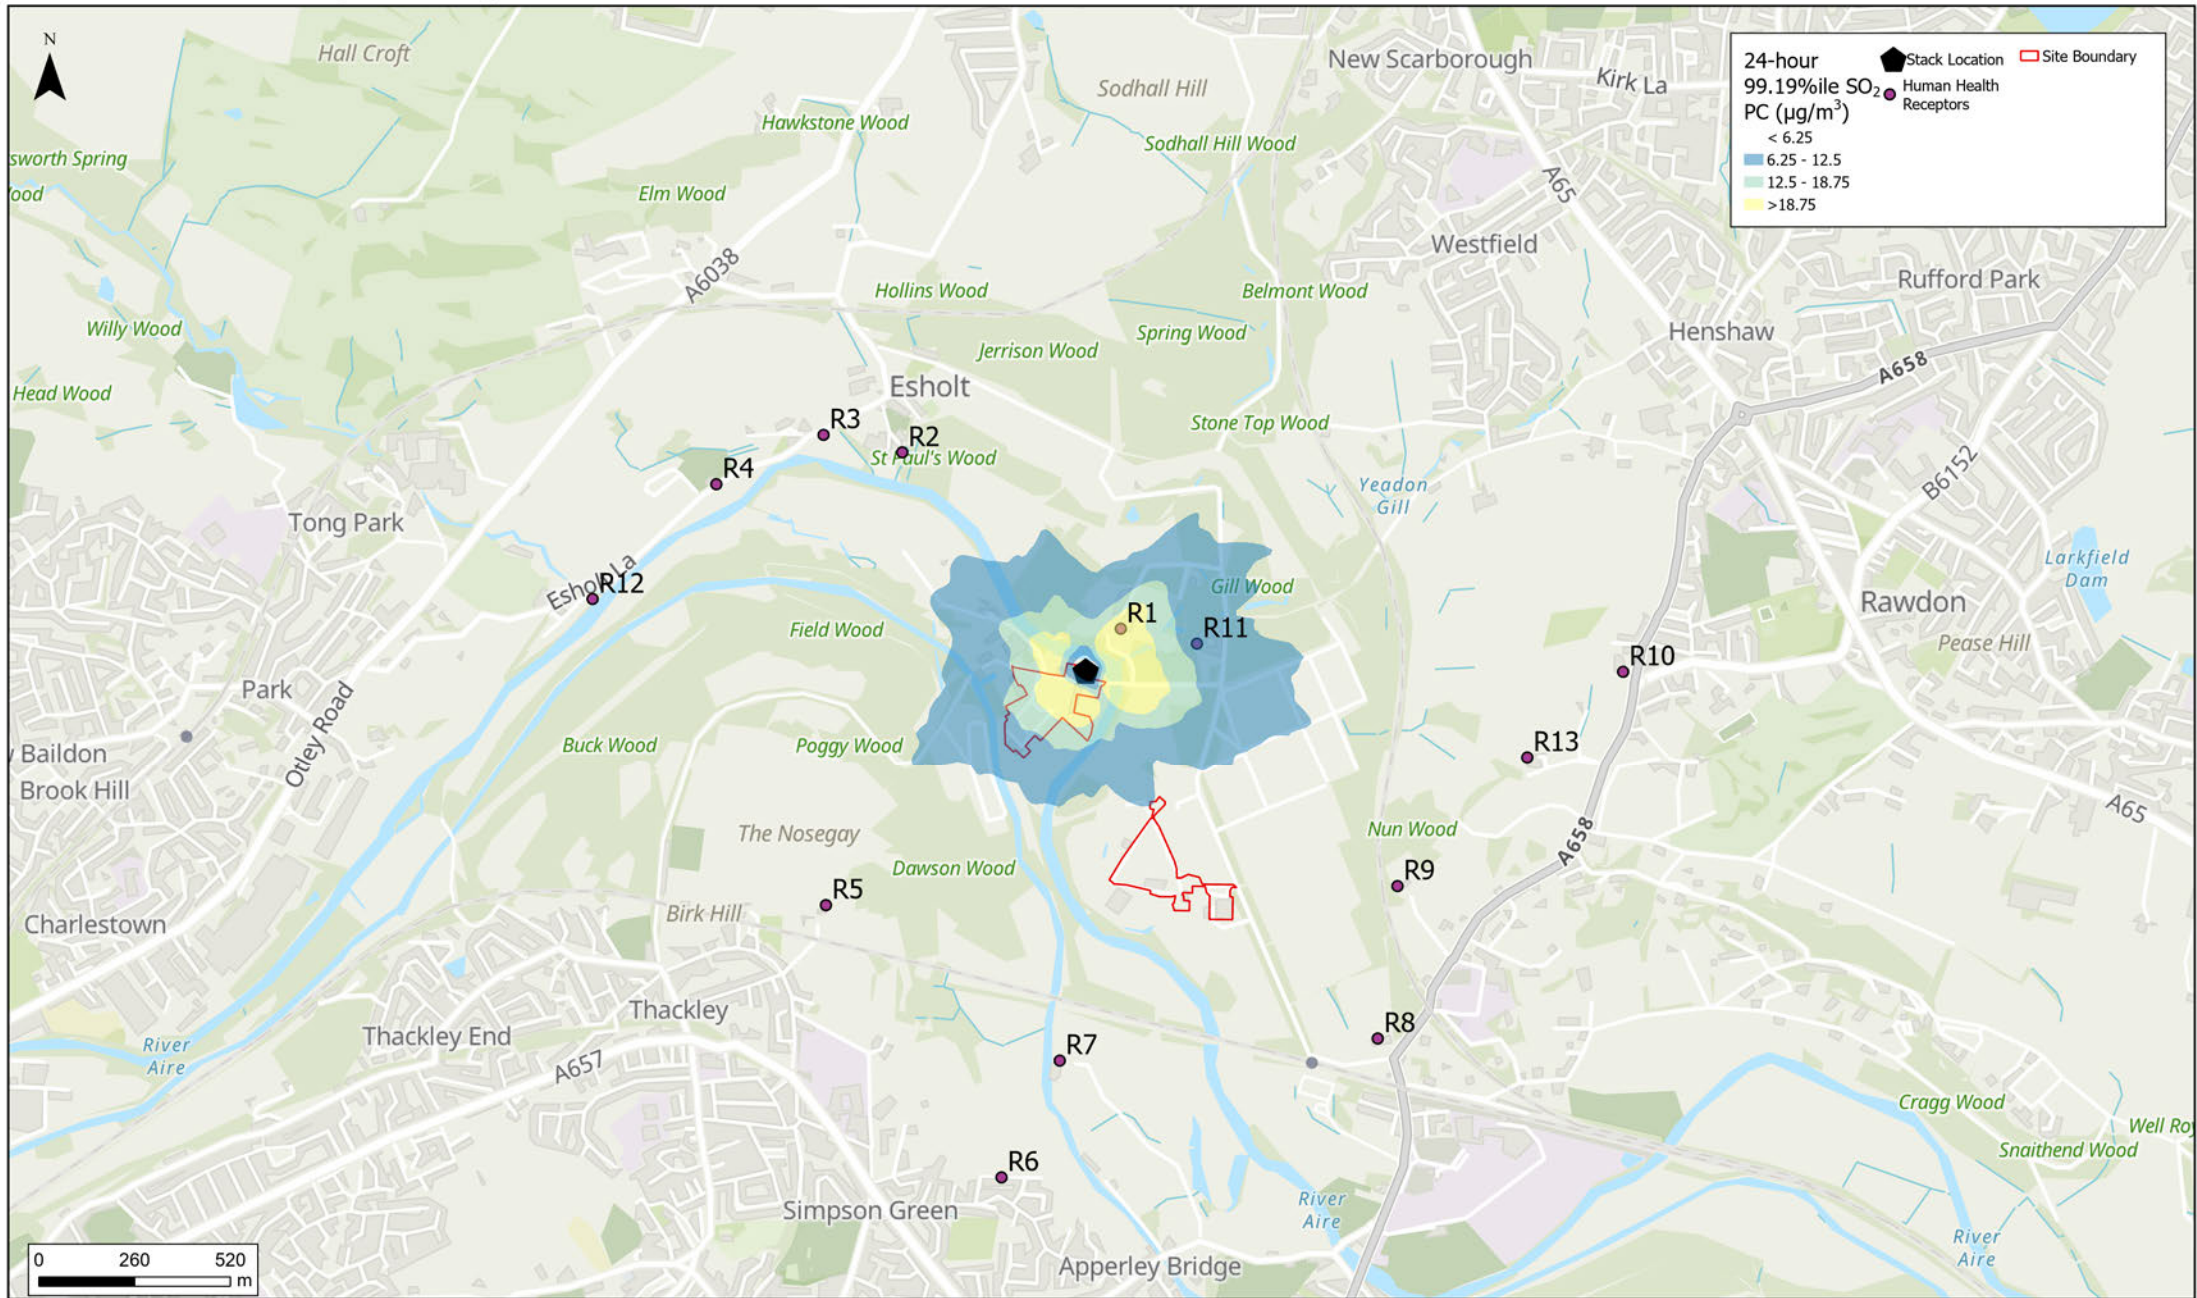 N
Hall Croft
Sodhall Hill
New Scarborough
Kirk La
24-hour
99.19%ile SO₂
PC (µg/m³)
< 6.25
6.25 - 12.5
12.5 - 18.75
>18.75
Stack Location
Human Health
Receptors
Site Boundary
Hawkstone Wood
Sodhall Hill Wood
sworth Spring
ood
Elm Wood
A65
Westfield
A6038
Hollins Wood
Belmont Wood
Rufford Park
Willy Wood
Spring Wood
Henshaw
Jerrison Wood
A658
Head Wood
Esholt
Stone Top Wood
R3
R2
St Paul's Wood
R4
Yeadon
Gill
B6152
Tong Park
Larkfield
Dam
Esholt La
R12
Gill Wood
Rawdon
Field Wood
R1
R11
Pease Hill
R10
Park
Otley Road
Buck Wood
Poggy Wood
R13
w Baildon
Brook Hill
A65
The Nosegay
Nun Wood
A658
Dawson Wood
R9
R5
Birk Hill
Charlestown
Thackley
R8
Thackley End
River
Aire
R7
A657
Cragg Wood
Well Roy
Snaithend Wood
R6
Simpson Green
River
Aire
River
Aire
Apperley Bridge
0 260 520
m